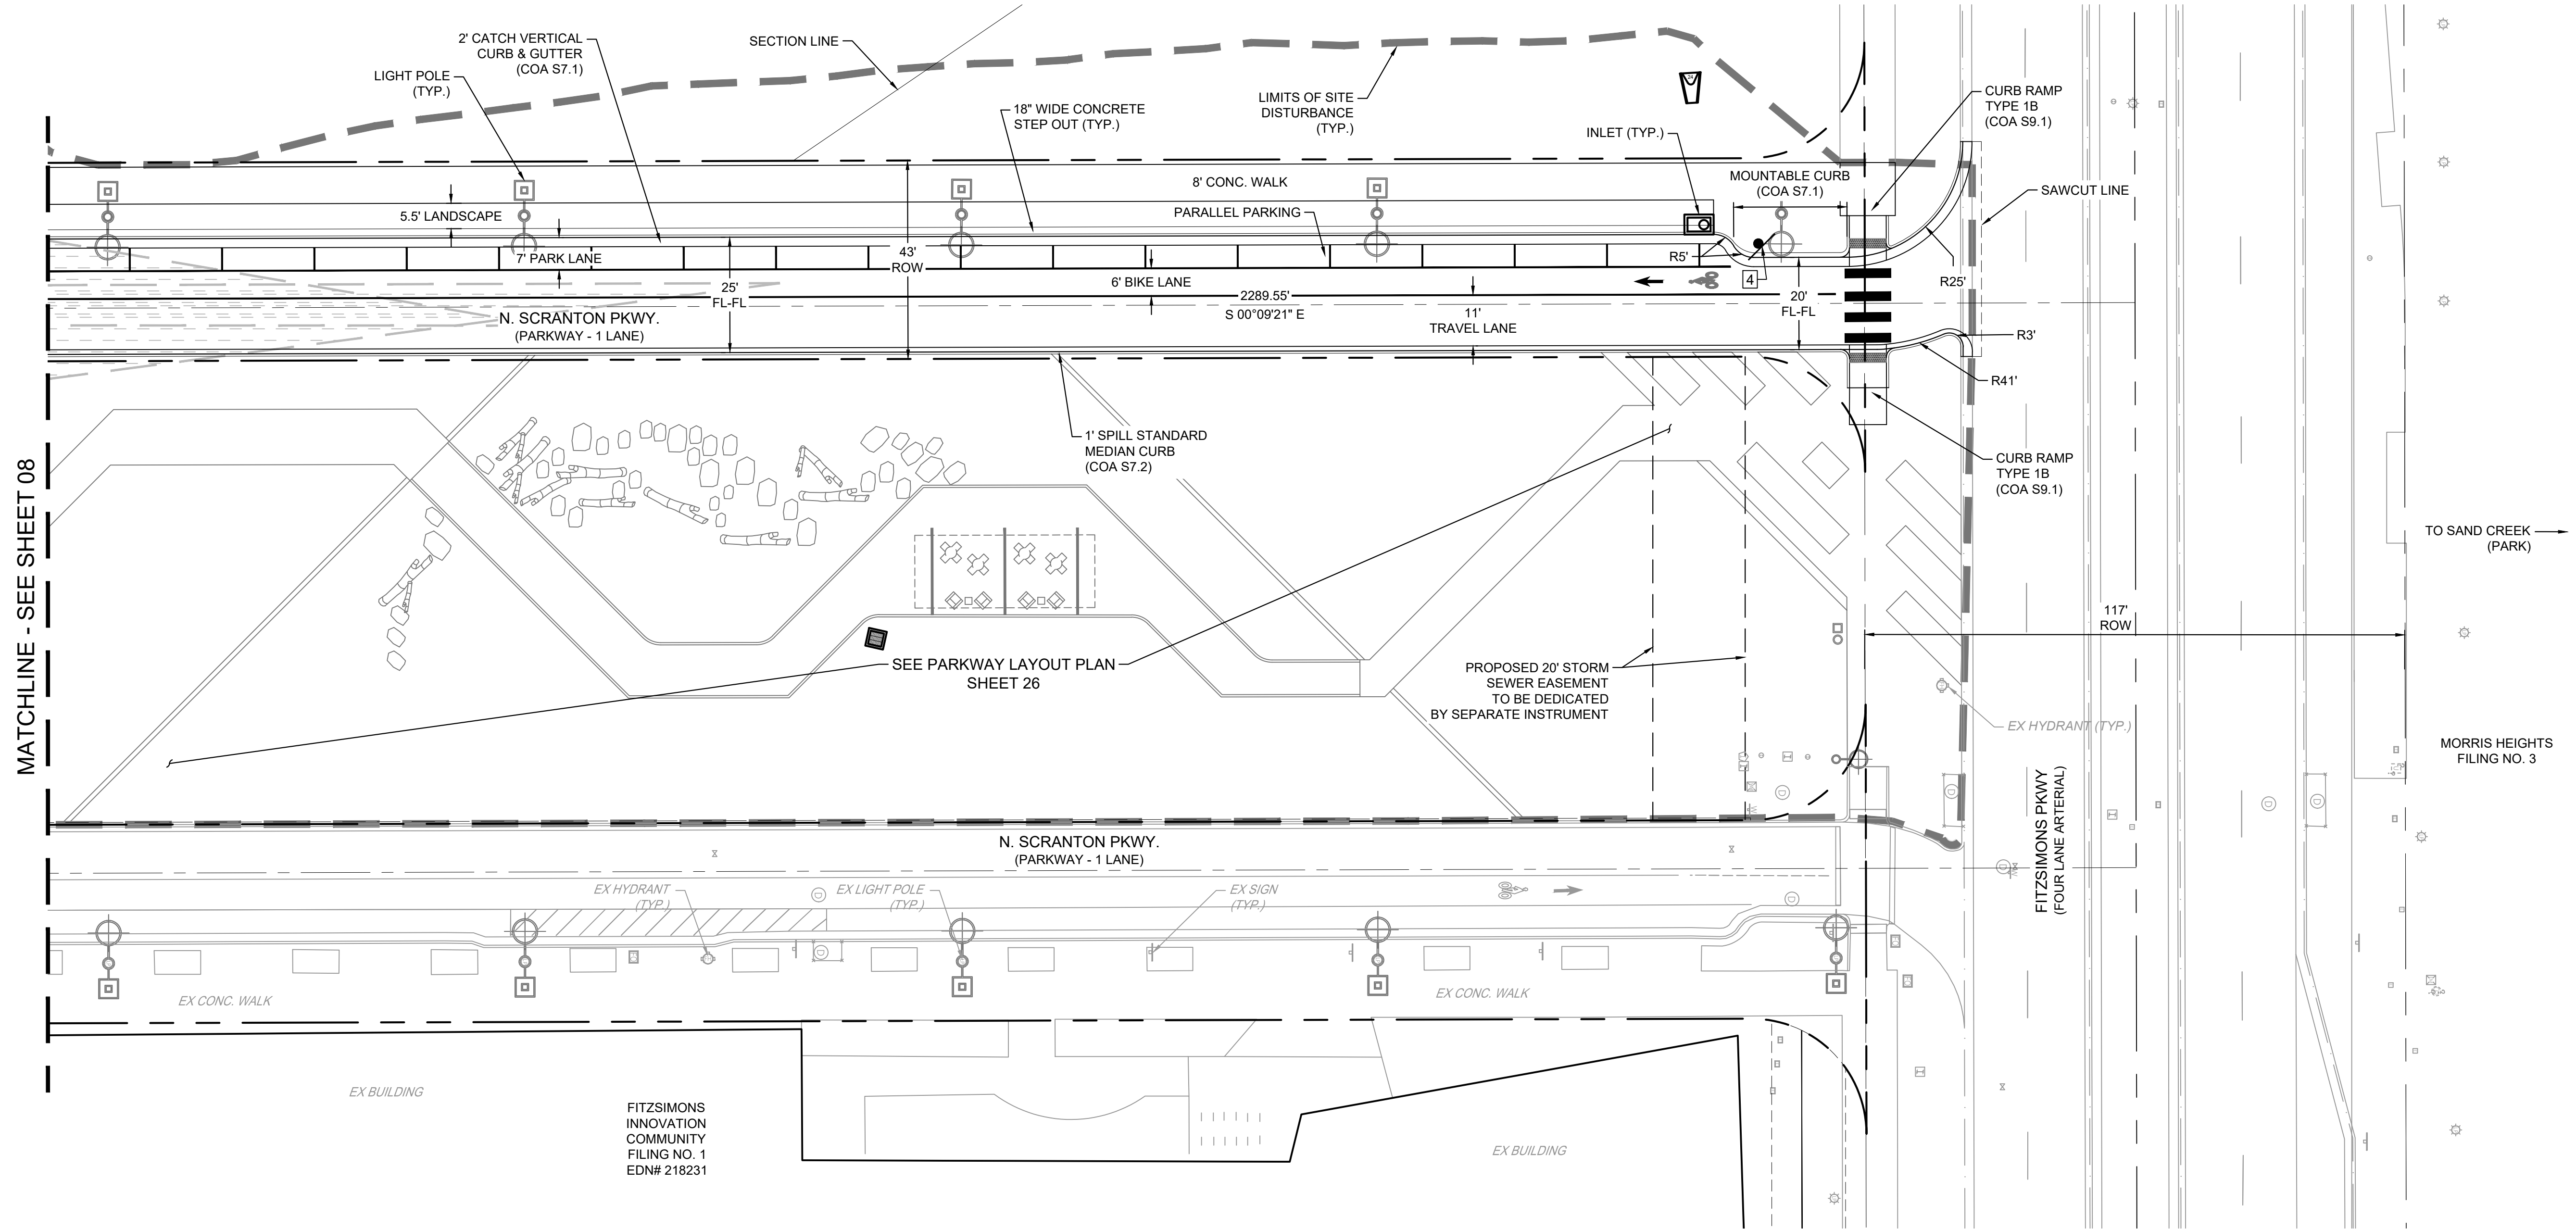 2' CATCH VERTICAL
CURB & GUTTER
(COA S7.1)
SECTION LINE
LIGHT POLE
(TYP.)
18" WIDE CONCRETE
STEP OUT (TYP.)
LIMITS OF SITE
DISTURBANCE
(TYP.)
24
INLET (TYP.)
CURB RAMP
TYPE 1B
(COA S9.1)
8' CONC. WALK
MOUNTABLE CURB
(COA S7.1)
SAWCUT LINE
5.5' LANDSCAPE
PARALLEL PARKING
7' PARK LANE
43'
ROW
R5'
4
R25'
6' BIKE LANE
25'
FL-FL
2289.55'
S 00°09'21" E
11'
TRAVEL LANE
20'
FL-FL
N. SCRANTON PKWY.
(PARKWAY - 1 LANE)
R3'
R41'
1' SPILL STANDARD
MEDIAN CURB
(COA S7.2)
CURB RAMP
TYPE 1B
(COA S9.1)
MATCHLINE - SEE SHEET 08
TO SAND CREEK
(PARK)
117'
ROW
SEE PARKWAY LAYOUT PLAN
SHEET 26
PROPOSED 20' STORM
SEWER EASEMENT
TO BE DEDICATED
BY SEPARATE INSTRUMENT
EX HYDRANT (TYP.)
MORRIS HEIGHTS
FILING NO. 3
FITZSIMONS PKWY
(FOUR LANE ARTERIAL)
N. SCRANTON PKWY.
(PARKWAY - 1 LANE)
EX HYDRANT
(TYP.)
EX LIGHT POLE
(TYP.)
EX SIGN
(TYP.)
EX CONC. WALK
EX CONC. WALK
EX BUILDING
FITZSIMONS
INNOVATION
COMMUNITY
FILING NO. 1
EDN# 218231
EX BUILDING